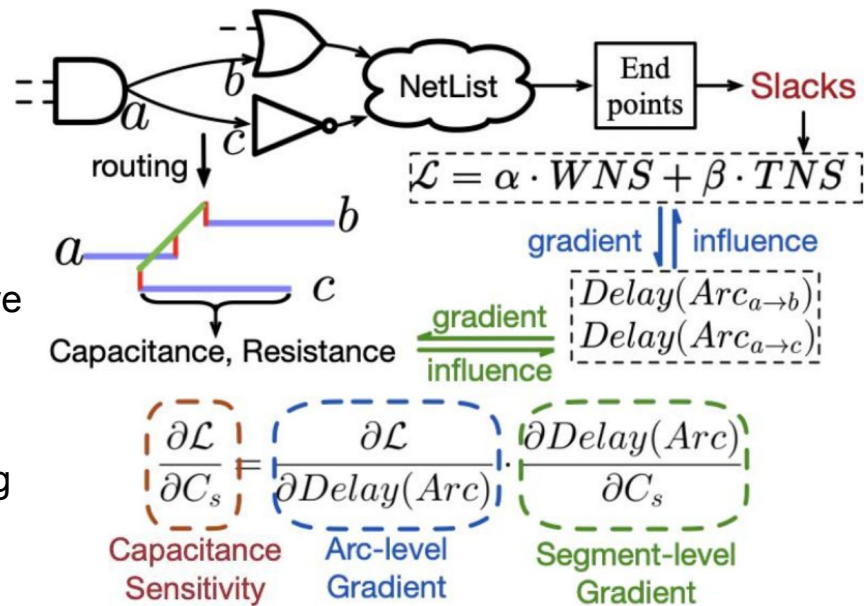 a
b
c
NetList
End
points
Slacks
routing
ℒ = α · WNS + β · TNS
a
b
c
gradient
influence
ve
Delay(Arc_{a→b})
Delay(Arc_{a→c})
gradient
influence
Capacitance, Resistance
g
∂ℒ/∂C_s = ∂ℒ/∂Delay(Arc) · ∂Delay(Arc)/∂C_s
Capacitance
Sensitivity
Arc-level
Gradient
Segment-level
Gradient